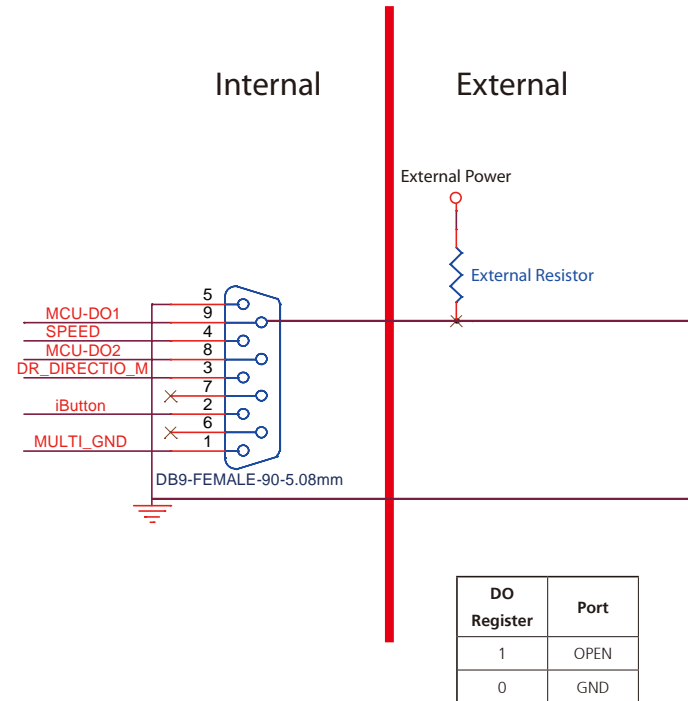 Internal
External
External Power
External Resistor
5
MCU-DO1
9
SPEED
4
MCU-DO2
8
DR_DIRECTIO_M
3
7
iButton
2
6
MULTI_GND
1
DB9-FEMALE-90-5.08mm
DO
Register
Port
1
OPEN
0
GND